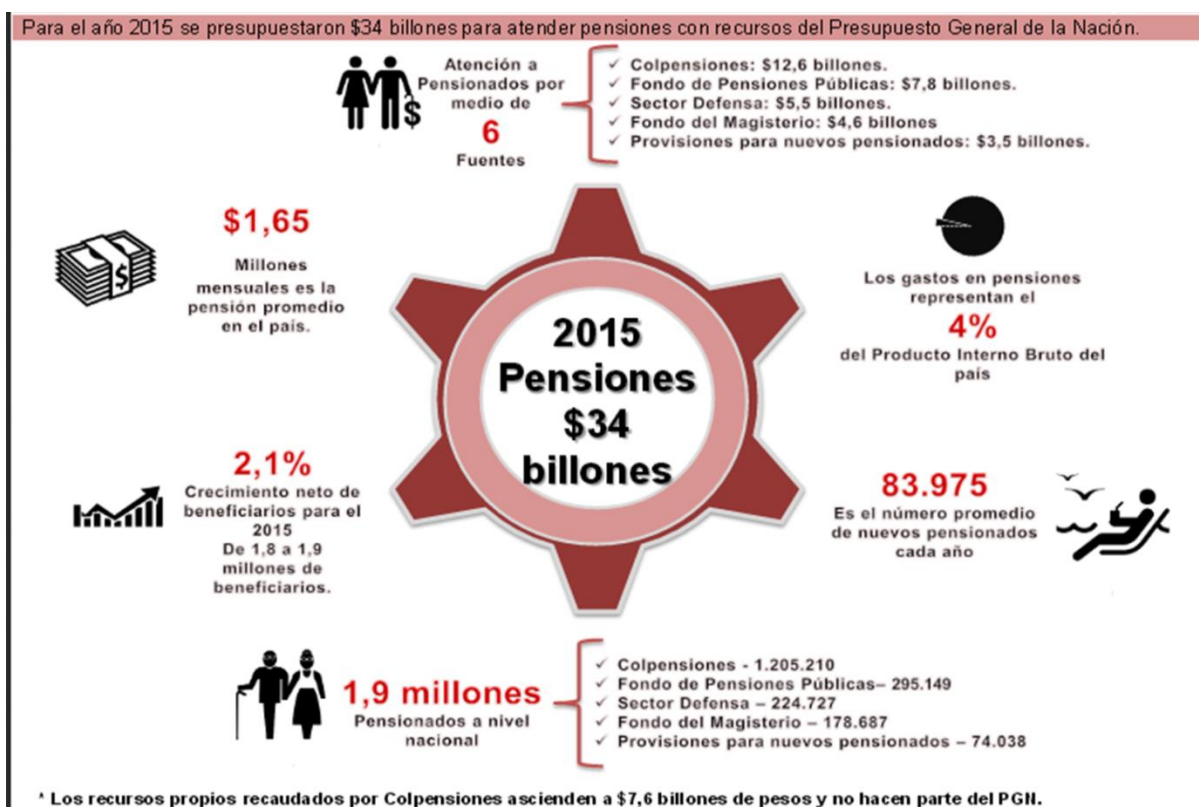 Para el año 2015 se presupuestaron $34 billones para atender pensiones con recursos del Presupuesto General de la Nación.
Atención a
Pensionados por
medio de
6
Fuentes
✓ Colpensiones: $12,6 billones.
✓ Fondo de Pensiones Públicas: $7,8 billones.
✓ Sector Defensa: $5,5 billones.
✓ Fondo del Magisterio: $4,6 billones
✓ Provisiones para nuevos pensionados: $3,5 billones.
$1,65
Millones
mensuales es la
pensión promedio
en el país.
Los gastos en pensiones
representan el
4%
del Producto Interno Bruto del
país
2015
Pensiones
$34
billones
2,1%
Crecimiento neto de
beneficiarios para el
2015
De 1,8 a 1,9
millones de
beneficiarios.
83.975
Es el número promedio
de nuevos pensionados
cada año
1,9 millones
Pensionados a nivel
nacional
✓ Colpensiones - 1.205.210
✓ Fondo de Pensiones Públicas– 295.149
✓ Sector Defensa – 224.727
✓ Fondo del Magisterio – 178.687
✓ Provisiones para nuevos pensionados – 74.038
* Los recursos propios recaudados por Colpensiones ascienden a $7,6 billones de pesos y no hacen parte del PGN.